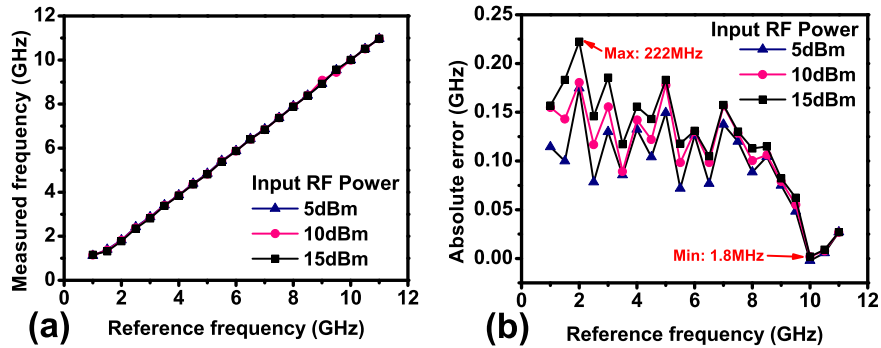 Measured frequency (GHz)
12
10
8
6
4
2
0
Input RF Power
5dBm
10dBm
15dBm
0 2 4 6 8 10 12
Reference frequency (GHz)
(a)
Absolute error (GHz)
0.25
0.20
0.15
0.10
0.05
0.00
Input RF Power
5dBm
10dBm
15dBm
Max: 222MHz
Min: 1.8MHz
0 2 4 6 8 10 12
Reference frequency (GHz)
(b)